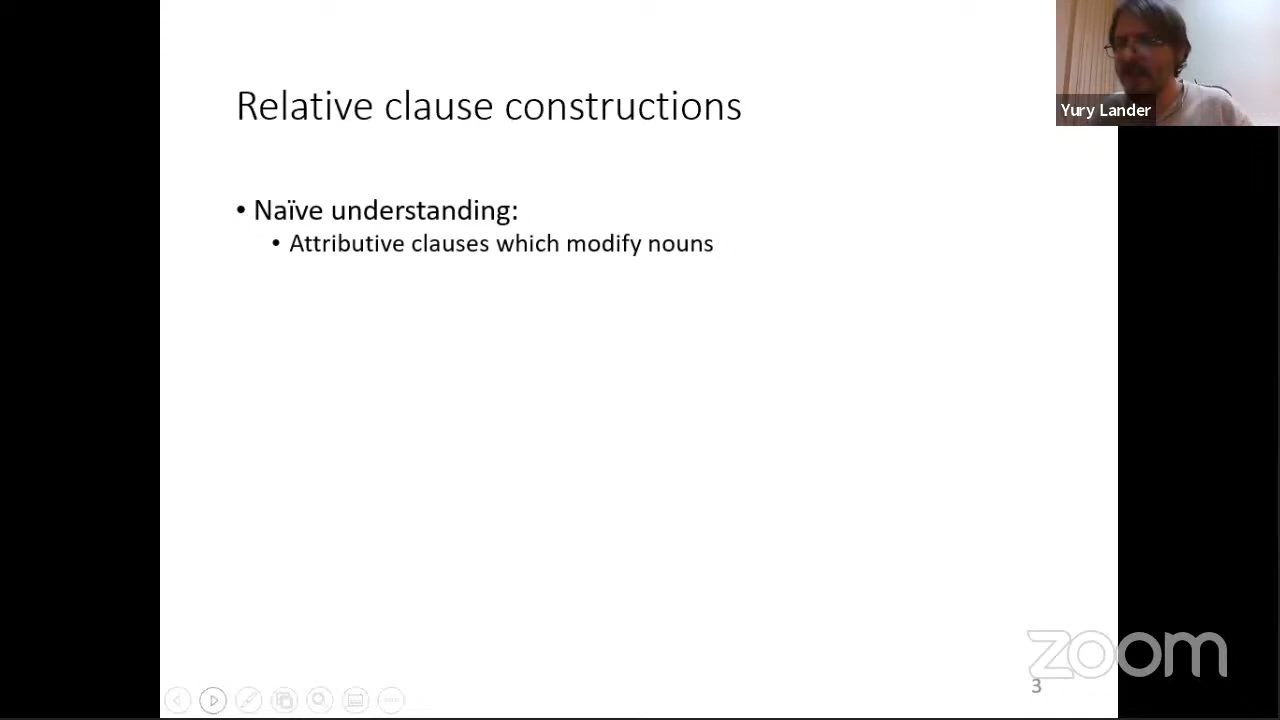 Relative clause constructions
Yury Lander
• Naïve understanding:
• Attributive clauses which modify nouns
zoom
3